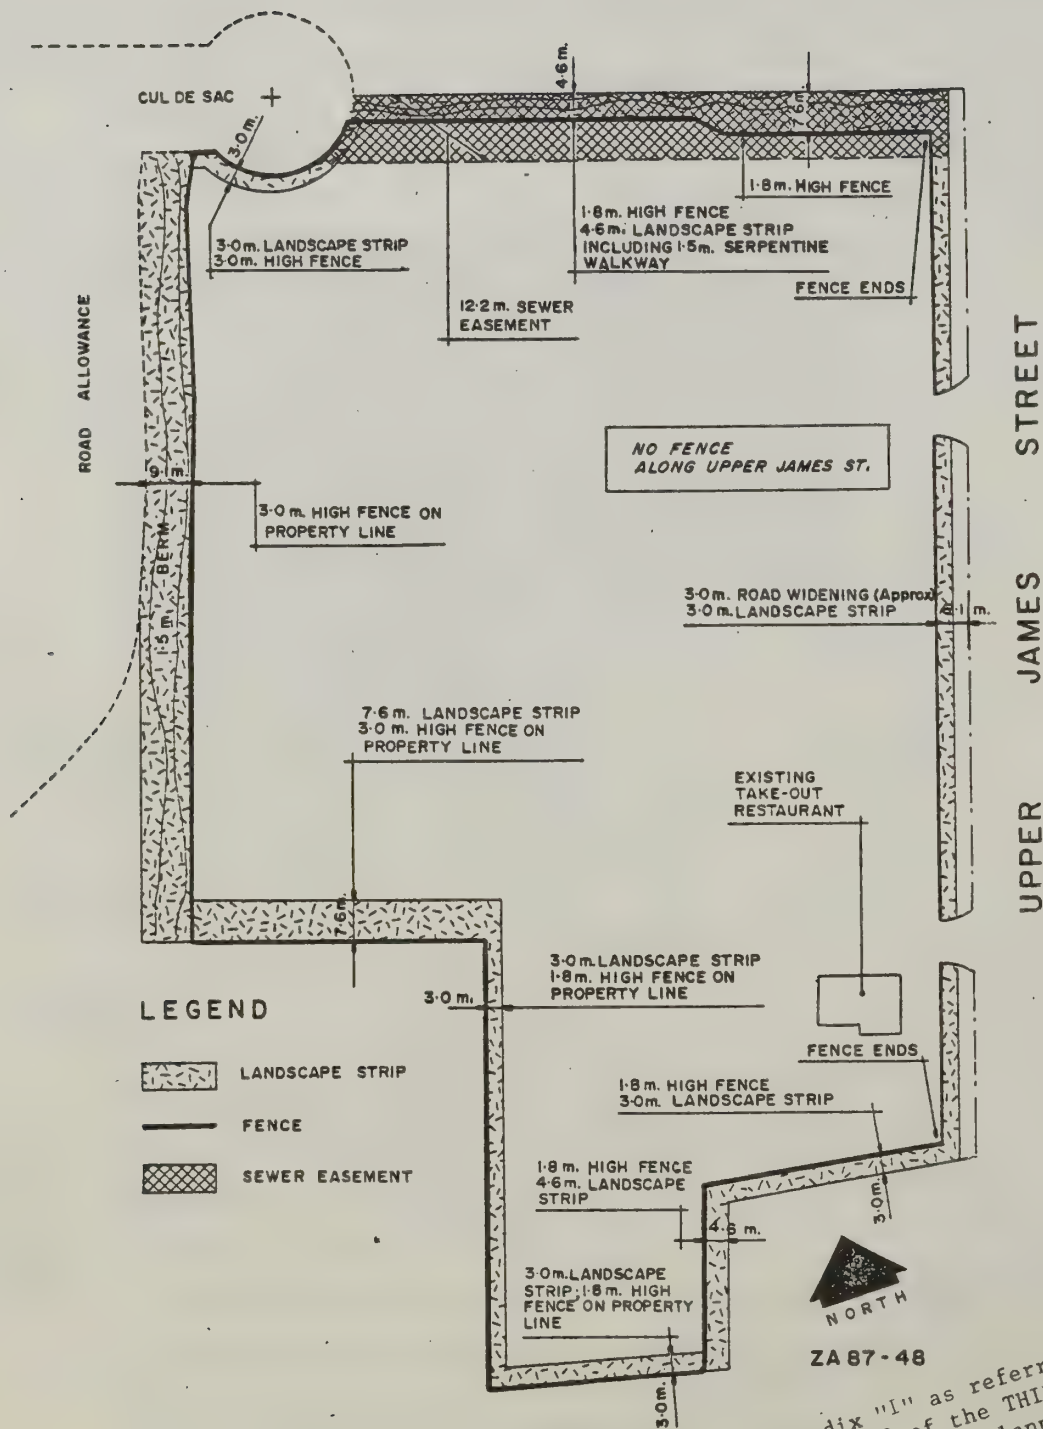 4·6 m.
CUL DE SAC
3·0 m.
7·6 m.
1·8 m. HIGH FENCE
3·0 m. LANDSCAPE STRIP
3·0 m. HIGH FENCE
1·8 m. HIGH FENCE
4·6 m. LANDSCAPE STRIP
INCLUDING 1·5 m. SERPENTINE
WALKWAY
FENCE ENDS
12·2 m. SEWER
EASEMENT
ROAD ALLOWANCE
UPPER JAMES STREET
NO FENCE
ALONG UPPER JAMES ST.
3·0 m. HIGH FENCE ON
PROPERTY LINE
1·5 m. BERM
3·0 m. ROAD WIDENING (Approx)
3·0 m. LANDSCAPE STRIP
7·6 m. LANDSCAPE STRIP
3·0 m. HIGH FENCE ON
PROPERTY LINE
EXISTING
TAKE-OUT
RESTAURANT
7·6 m.
3·0 m.
3·0 m. LANDSCAPE STRIP
1·8 m. HIGH FENCE ON
PROPERTY LINE
LEGEND
LANDSCAPE STRIP
FENCE
SEWER EASEMENT
FENCE ENDS
1·8 m. HIGH FENCE
3·0 m. LANDSCAPE STRIP
3·0 m.
1·8 m. HIGH FENCE
4·6 m. LANDSCAPE
STRIP
4·6 m.
3·0 m. LANDSCAPE
STRIP; 1·8 m. HIGH
FENCE ON PROPERTY
LINE
3·0 m.
NORTH
ZA 87-48
"I" as
of the